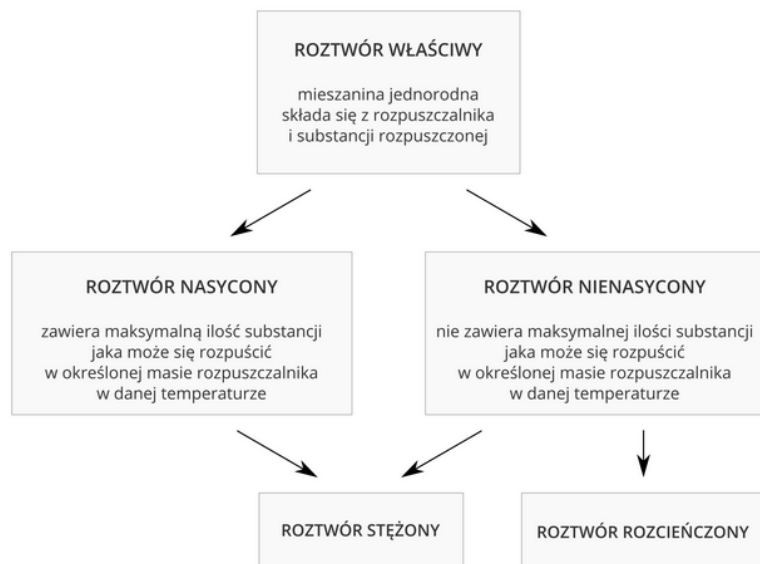 ROZTWÓR WŁAŚCIWY
mieszanina jednorodna
składa się z rozpuszczalnika
i substancji rozpuszczonej
ROZTWÓR NASYCONY
zawiera maksymalną ilość substancji
jaka może się rozpuścić
w określonej masie rozpuszczalnika
w danej temperaturze
ROZTWÓR NIENASYCONY
nie zawiera maksymalnej ilości substancji
jaka może się rozpuścić
w określonej masie rozpuszczalnika
w danej temperaturze
ROZTWÓR STĘŻONY
ROZTWÓR ROZCIEŃCZONY